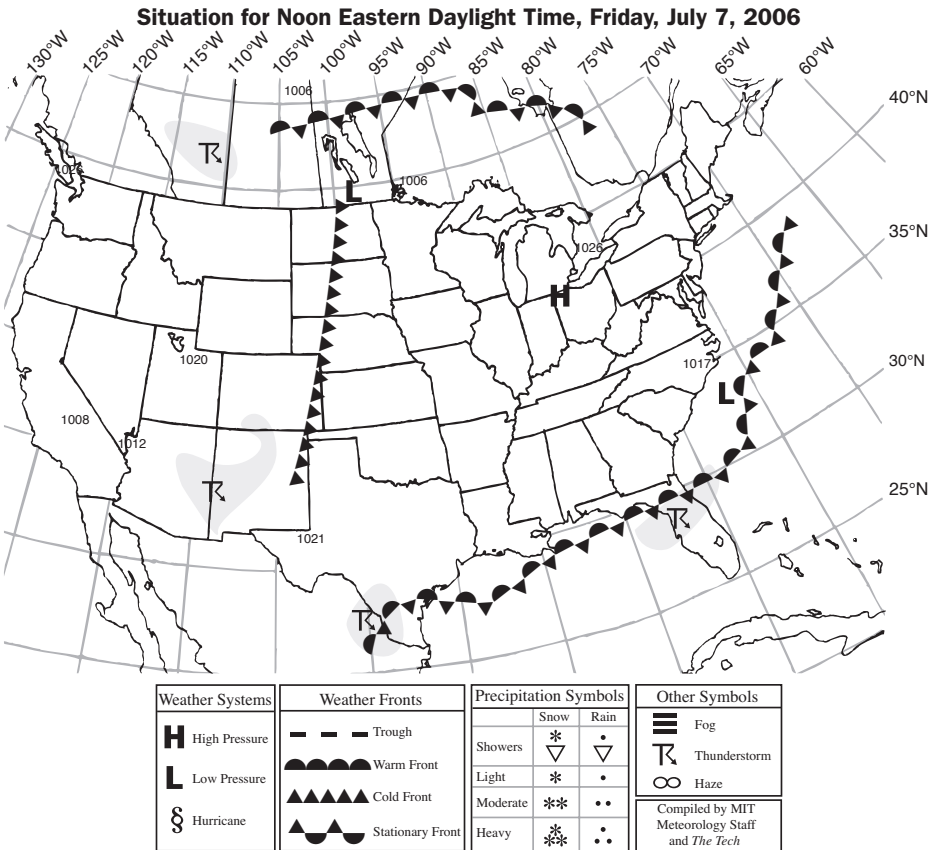 Situation for Noon Eastern Daylight Time, Friday, July 7, 2006
130°W
125°W
120°W
115°W
110°W
105°W
100°W
95°W
90°W
85°W
80°W
75°W
70°W
65°W
60°W
40°N
35°N
30°N
25°N
1006
1026
L
1006
1026
H
1020
1017
L
1008
1012
1021
Weather Systems
H High Pressure
L Low Pressure
§ Hurricane
Weather Fronts
Trough
Warm Front
Cold Front
Stationary Front
Precipitation Symbols
Snow Rain
Showers
Light
Moderate
Heavy
Other Symbols
Fog
Thunderstorm
Haze
Compiled by MIT
Meteorology Staff
and The Tech